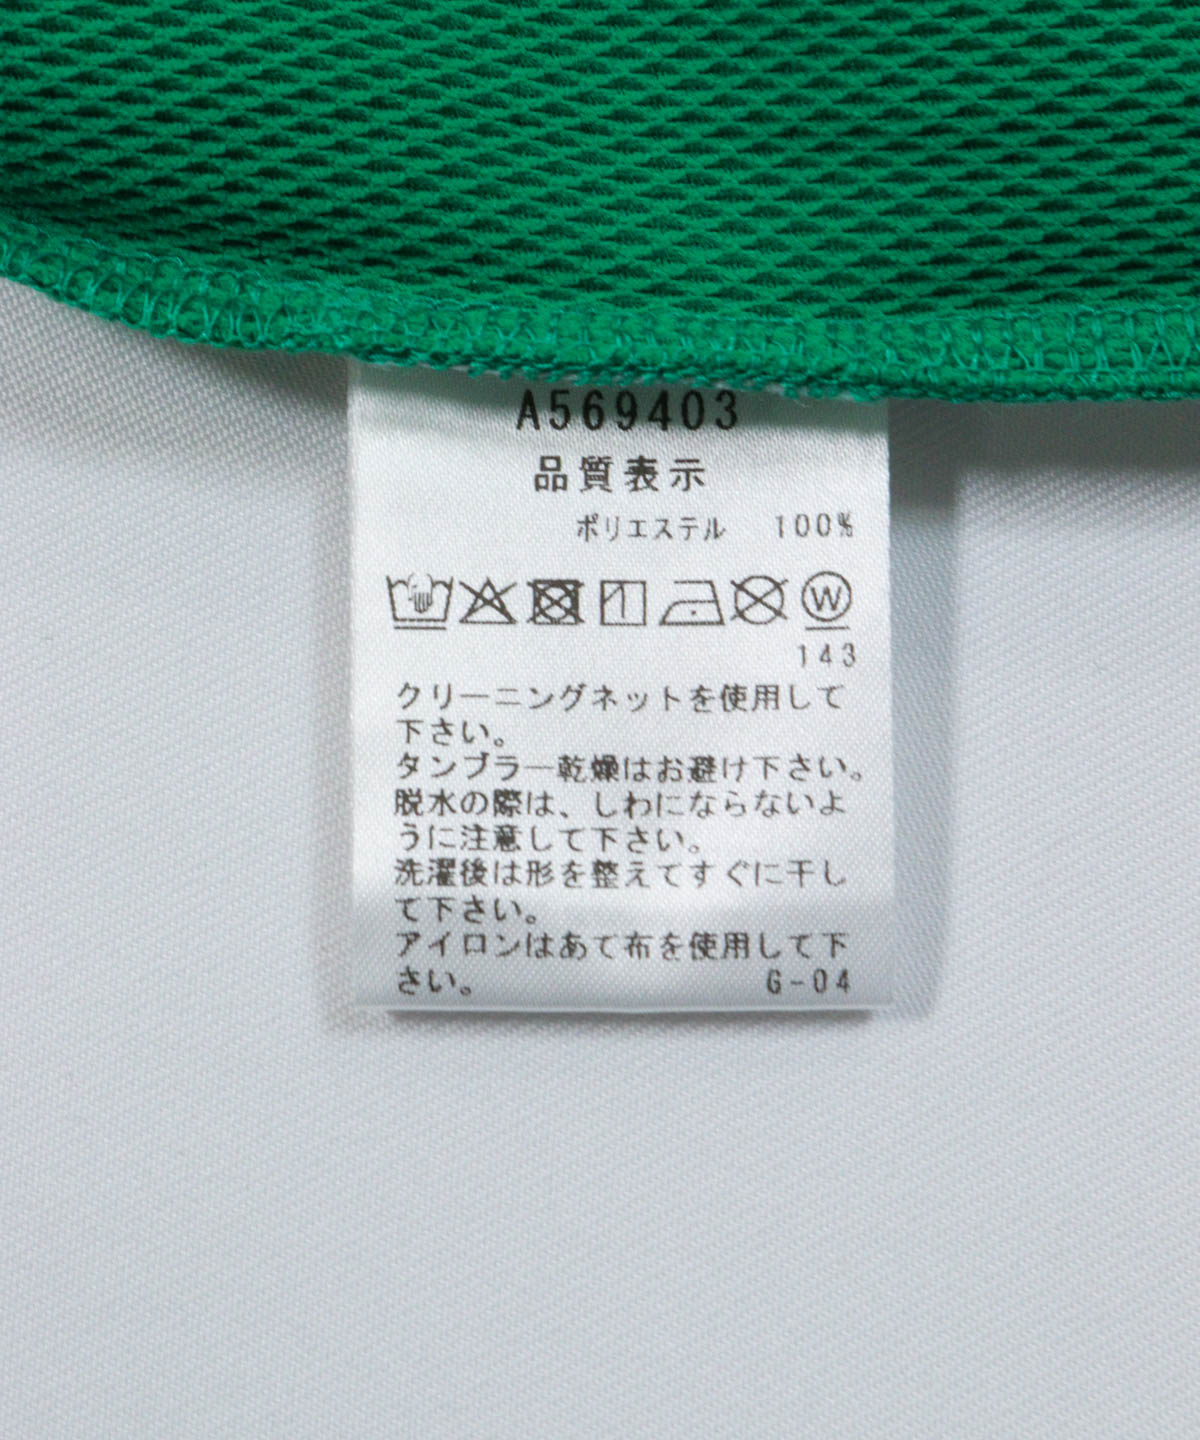 A569403
品質表示
ポリエステル 100%
W
143
クリーニングネットを使用して
下さい。
タンブラー乾燥はお避け下さい。
脱水の際は、しわにならないよ
うに注意して下さい。
洗濯後は形を整えてすぐに干し
て下さい。
アイロンはあて布を使用して下
さい。 G-04